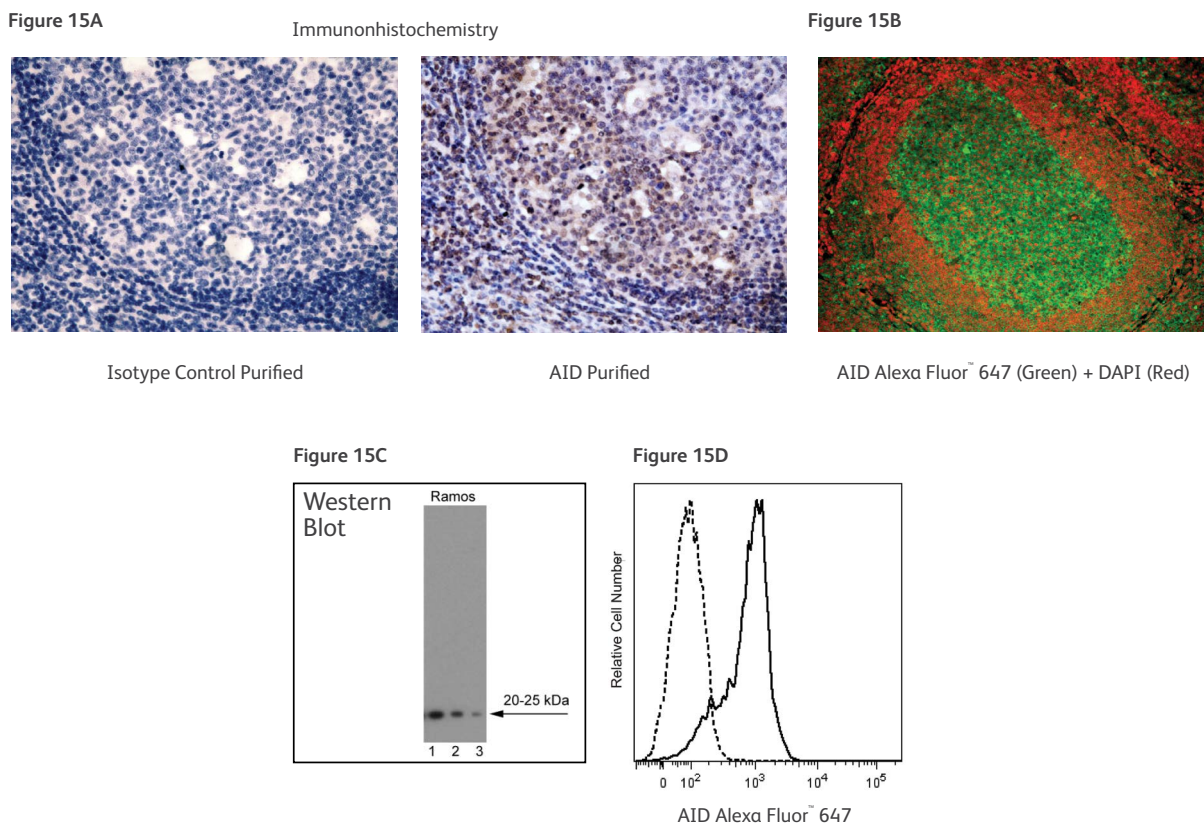 Figure 15A
Immunonhistochemistry
Figure 15B
Isotype Control Purified
AID Purified
AID Alexa Fluor™ 647 (Green) + DAPI (Red)
Figure 15C
Figure 15D
Western
Blot
Ramos
20-25 kDa
1 2 3
Relative Cell Number
0 10² 10³ 10⁴ 10⁵
AID Alexa Fluor™ 647